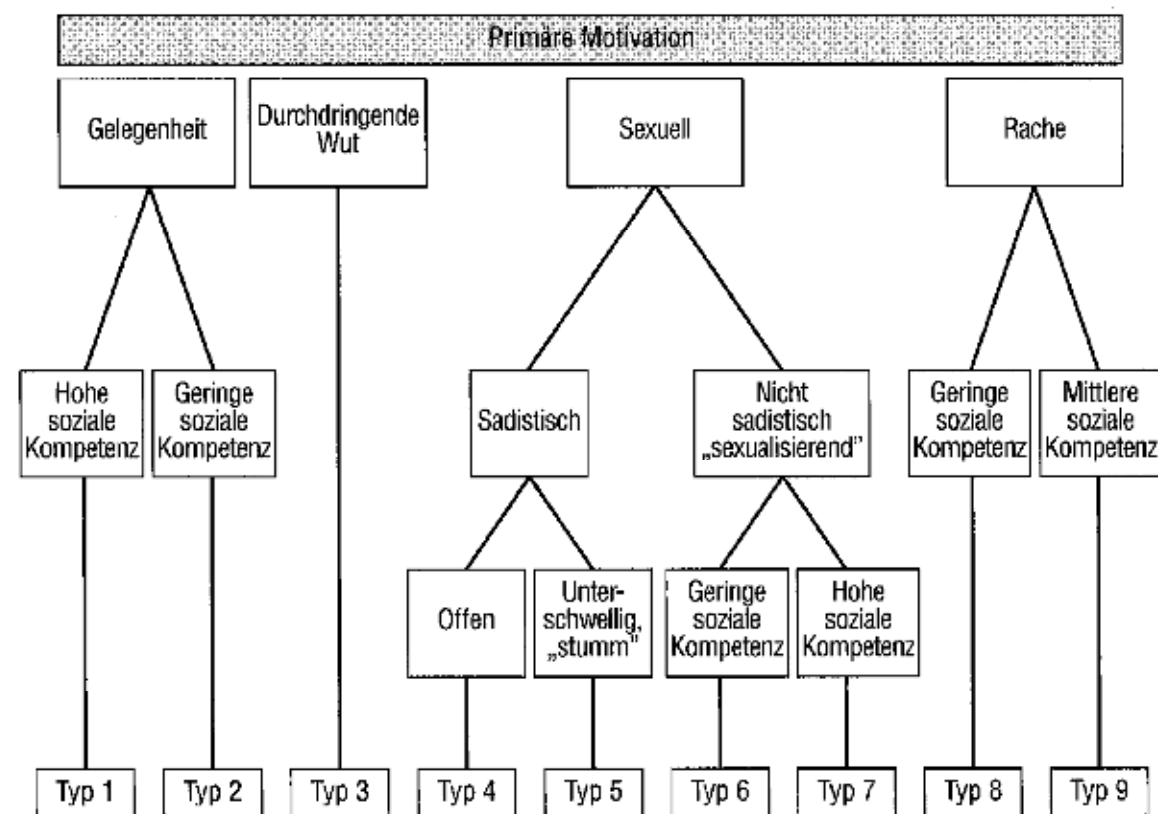 Primäre Motivation
Gelegenheit
Durchdringende
Wut
Sexuell
Rache
Hohe
soziale
Kompetenz
Geringe
soziale
Kompetenz
Sadistisch
Nicht
sadistisch
„sexualisierend”
Geringe
soziale
Kompetenz
Mittlere
soziale
Kompetenz
Offen
Unter-
schwellig,
„stumm”
Geringe
soziale
Kompetenz
Hohe
soziale
Kompetenz
Typ 1
Typ 2
Typ 3
Typ 4
Typ 5
Typ 6
Typ 7
Typ 8
Typ 9